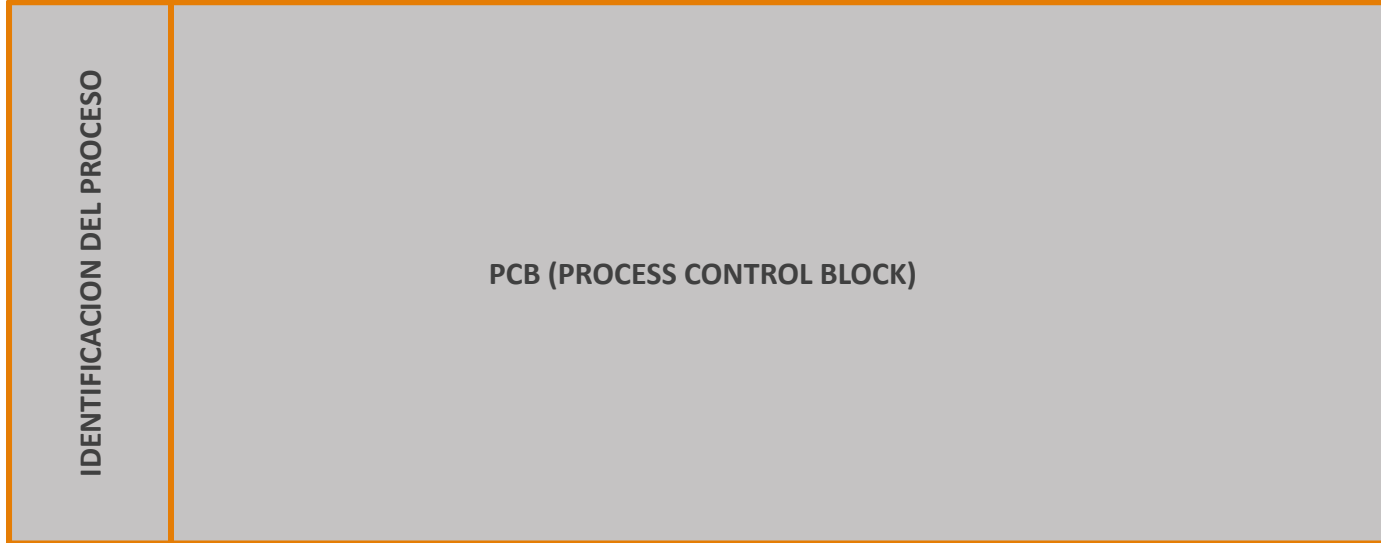 IDENTIFICACION DEL PROCESO
PCB (PROCESS CONTROL BLOCK)